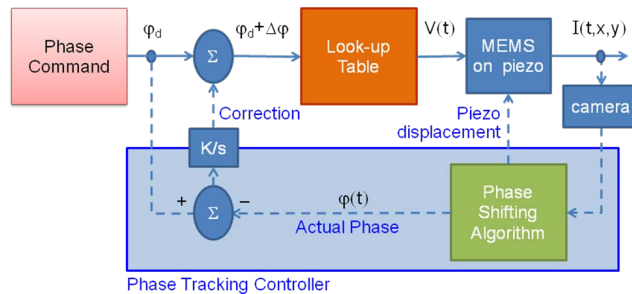 Phase
Command
φd
Σ
φd+Δφ
Look-up
Table
V(t)
MEMS
on piezo
I(t,x,y)
camera
Correction
Piezo
displacement
K/s
+
Σ
−
φ(t)
Actual Phase
Phase
Shifting
Algorithm
Phase Tracking Controller